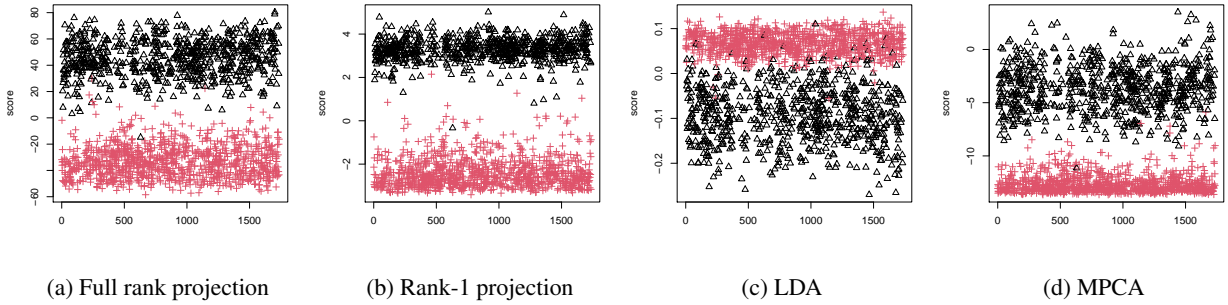 80
60
40
20
0
−20
−40
−60
score
0 500 1000 1500
4
2
0
−2
score
0 500 1000 1500
0.1
0.0
−0.1
−0.2
score
0 500 1000 1500
0
−5
−10
score
0 500 1000 1500
(a) Full rank projection
(b) Rank-1 projection
(c) LDA
(d) MPCA